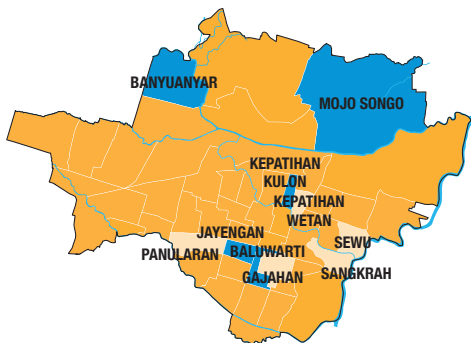 BANYUANYAR
MOJO SONGO
KEPATIHAN
KULON
KEPATIHAN
WETAN
JAYENGAN
SEWU
PANULARAN
BALUWARTI
GAJAHAN
SANGKRAH